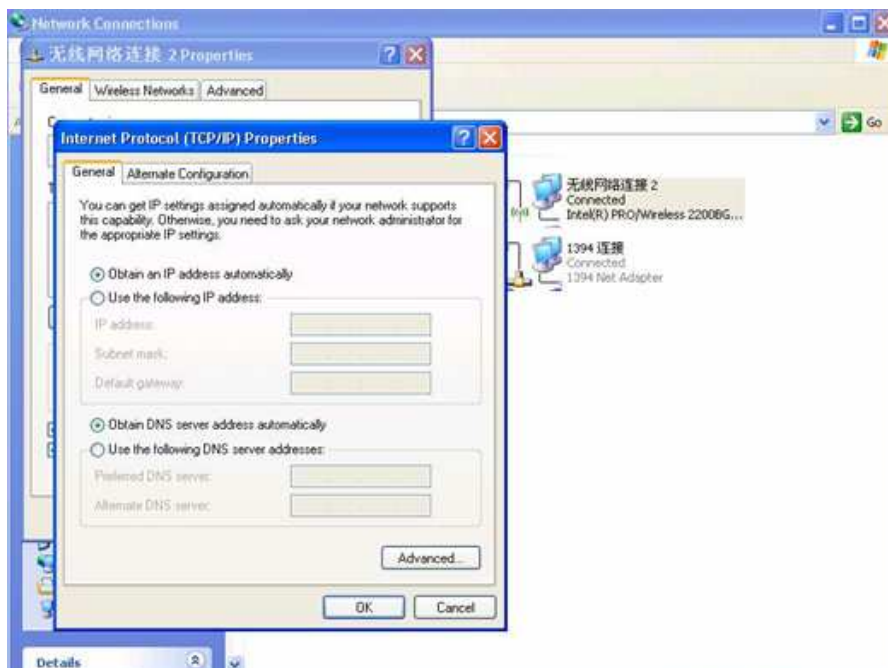 Network Connections
无线网络连接 2 Properties
General
Wireless Networks
Advanced
Internet Protocol (TCP/IP) Properties
General
Alternate Configuration
You can get IP settings assigned automatically if your network supports
this capability. Otherwise, you need to ask your network administrator for
the appropriate IP settings.
Obtain an IP address automatically
Use the following IP address:
IP address:
Subnet mask:
Default gateway:
Obtain DNS server address automatically
Use the following DNS server addresses:
Preferred DNS server:
Alternate DNS server:
Advanced...
OK
Cancel
Go
无线网络连接 2
Connected
Intel(R) PRO/Wireless 2200BG...
1394 连接
Connected
1394 Net Adapter
Details